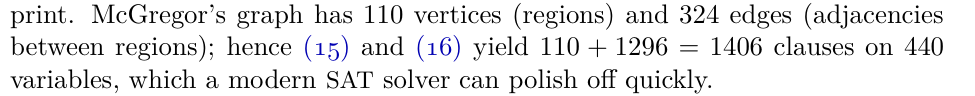 print. McGregor's graph has 110 vertices (regions) and 324 edges (adjacencies
between regions); hence (15) and (16) yield 110 + 1296 = 1406 clauses on 440
variables, which a modern SAT solver can polish off quickly.